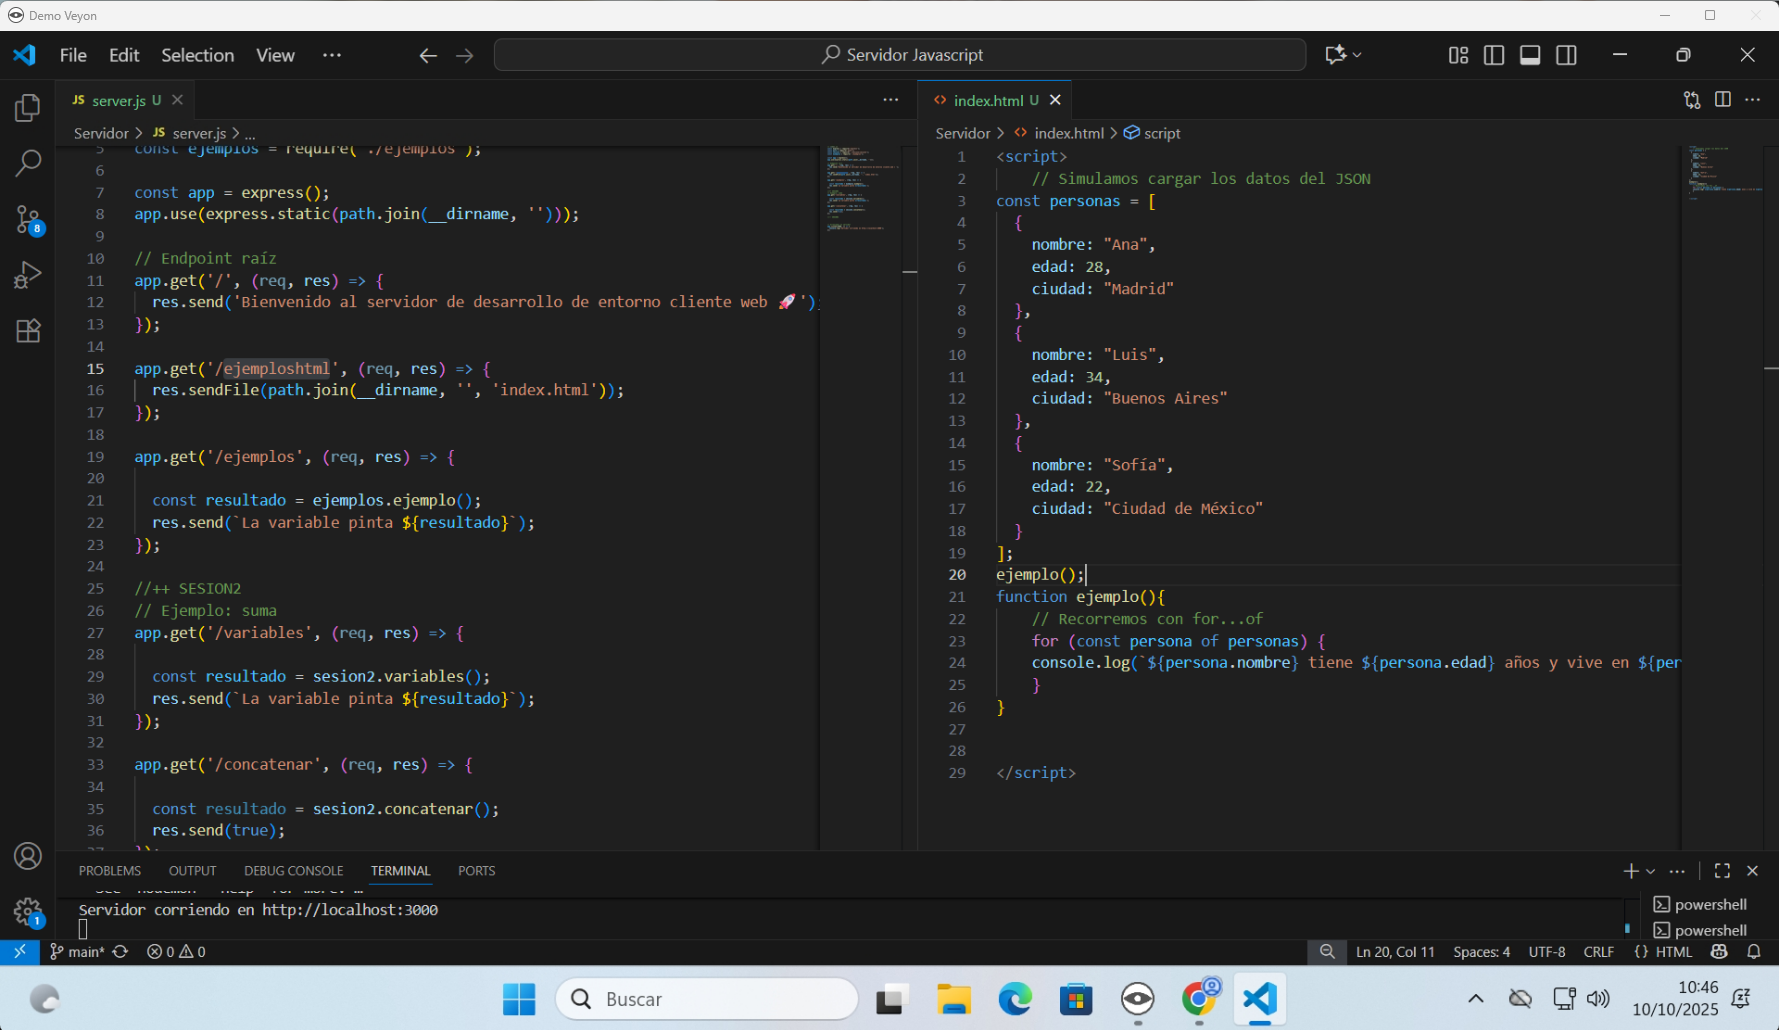 Demo Veyon
File Edit Selection View ···
Servidor Javascript
JS server.js U
Servidor > JS server.js > ...
5 const ejemplos = require('./ejemplos');
6
7 const app = express();
8 app.use(express.static(path.join(__dirname, '')));
9
10 // Endpoint raíz
11 app.get('/', (req, res) => {
12 res.send('Bienvenido al servidor de desarrollo de entorno cliente web 🚀');
13 });
14
15 app.get('/ejemploshtml', (req, res) => {
16 res.sendFile(path.join(__dirname, '', 'index.html'));
17 });
18
19 app.get('/ejemplos', (req, res) => {
20
21 const resultado = ejemplos.ejemplo();
22 res.send(`La variable pinta ${resultado}`);
23 });
24
25 //++ SESION2
26 // Ejemplo: suma
27 app.get('/variables', (req, res) => {
28
29 const resultado = sesion2.variables();
30 res.send(`La variable pinta ${resultado}`);
31 });
32
33 app.get('/concatenar', (req, res) => {
34
35 const resultado = sesion2.concatenar();
36 res.send(true);
37 });
index.html U
Servidor > index.html > script
1 <script>
2 // Simulamos cargar los datos del JSON
3 const personas = [
4 {
5 nombre: "Ana",
6 edad: 28,
7 ciudad: "Madrid"
8 },
9 {
10 nombre: "Luis",
11 edad: 34,
12 ciudad: "Buenos Aires"
13 },
14 {
15 nombre: "Sofía",
16 edad: 22,
17 ciudad: "Ciudad de México"
18 }
19 ];
20 ejemplo();
21 function ejemplo(){
22 // Recorremos con for...of
23 for (const persona of personas) {
24 console.log(`${persona.nombre} tiene ${persona.edad} años y vive en ${per
25 }
26 }
27
28
29 </script>
PROBLEMS OUTPUT DEBUG CONSOLE TERMINAL PORTS
Servidor corriendo en http://localhost:3000
powershell
powershell
main* 0 0
Ln 20, Col 11 Spaces: 4 UTF-8 CRLF {} HTML
8
1
Buscar
10:46
10/10/2025